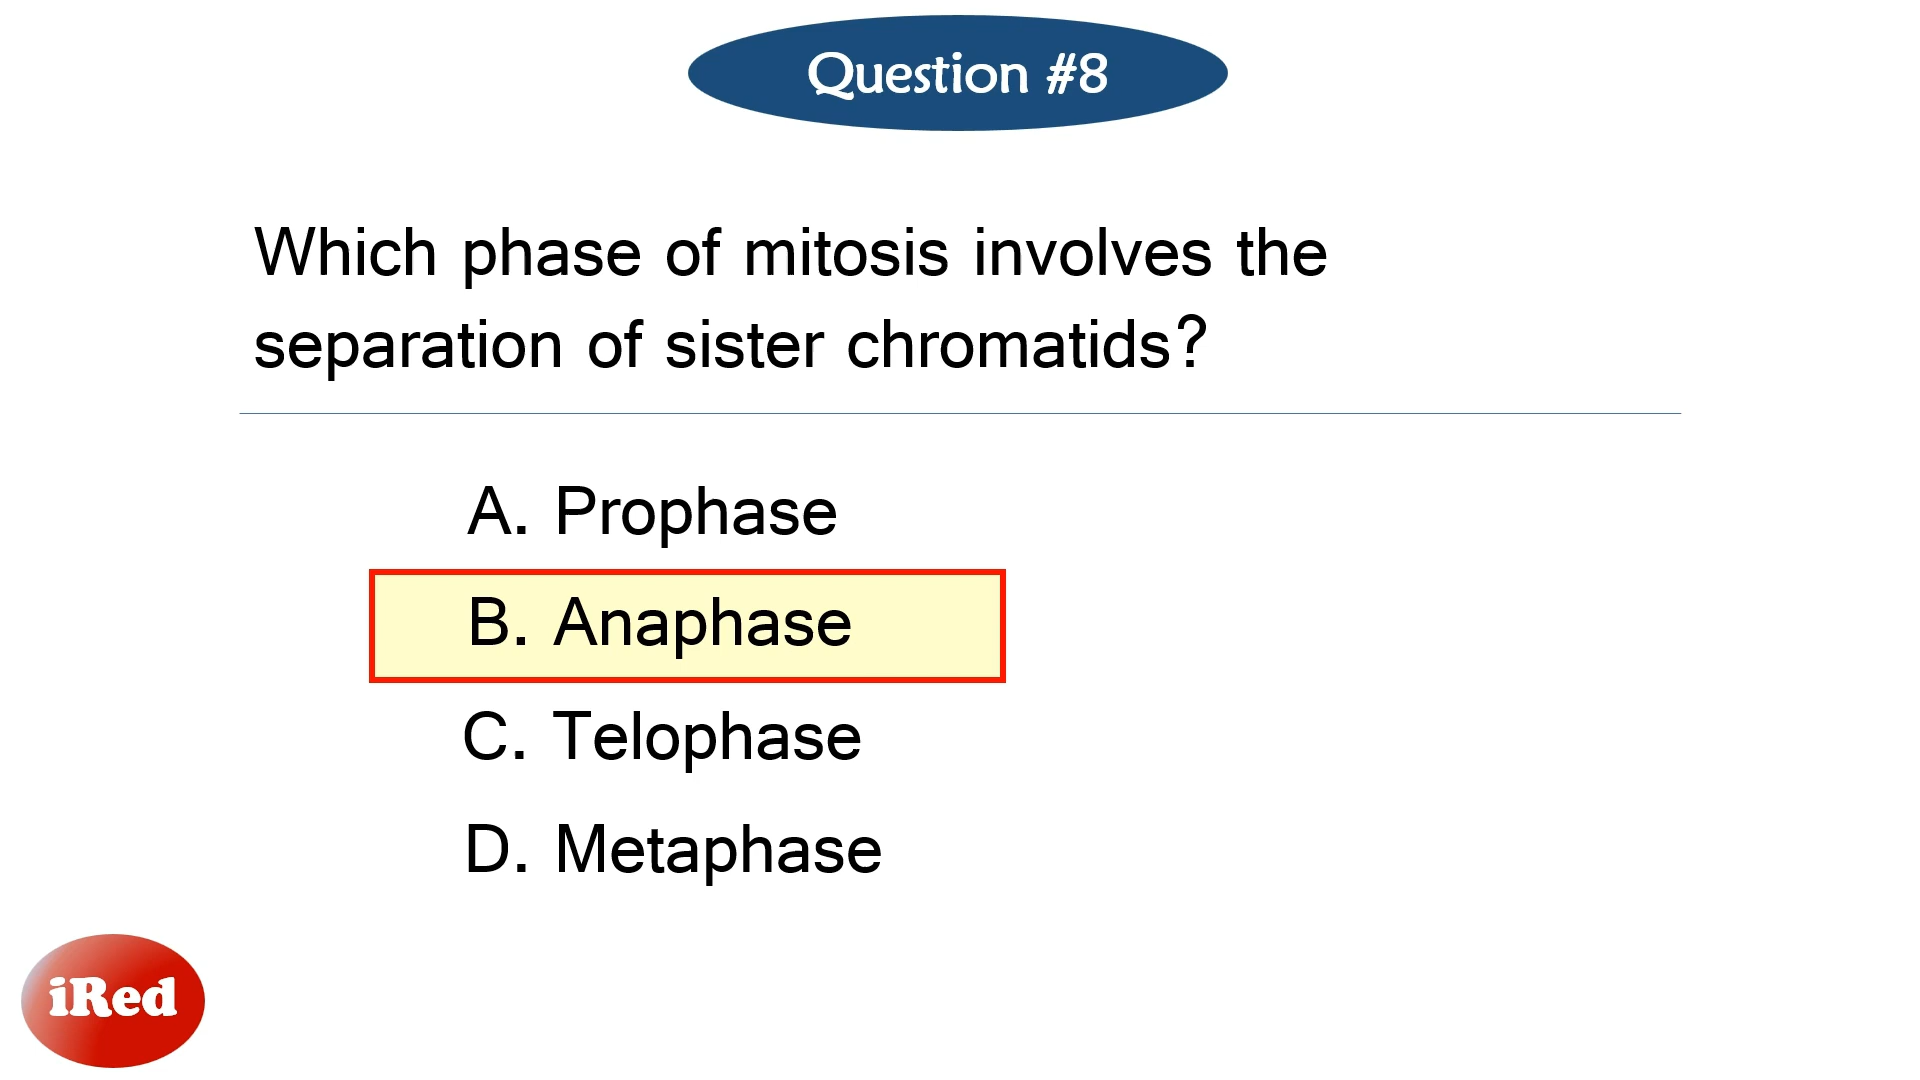 Question #8
Which phase of mitosis involves the
separation of sister chromatids?
A. Prophase
B. Anaphase
C. Telophase
D. Metaphase
iRed